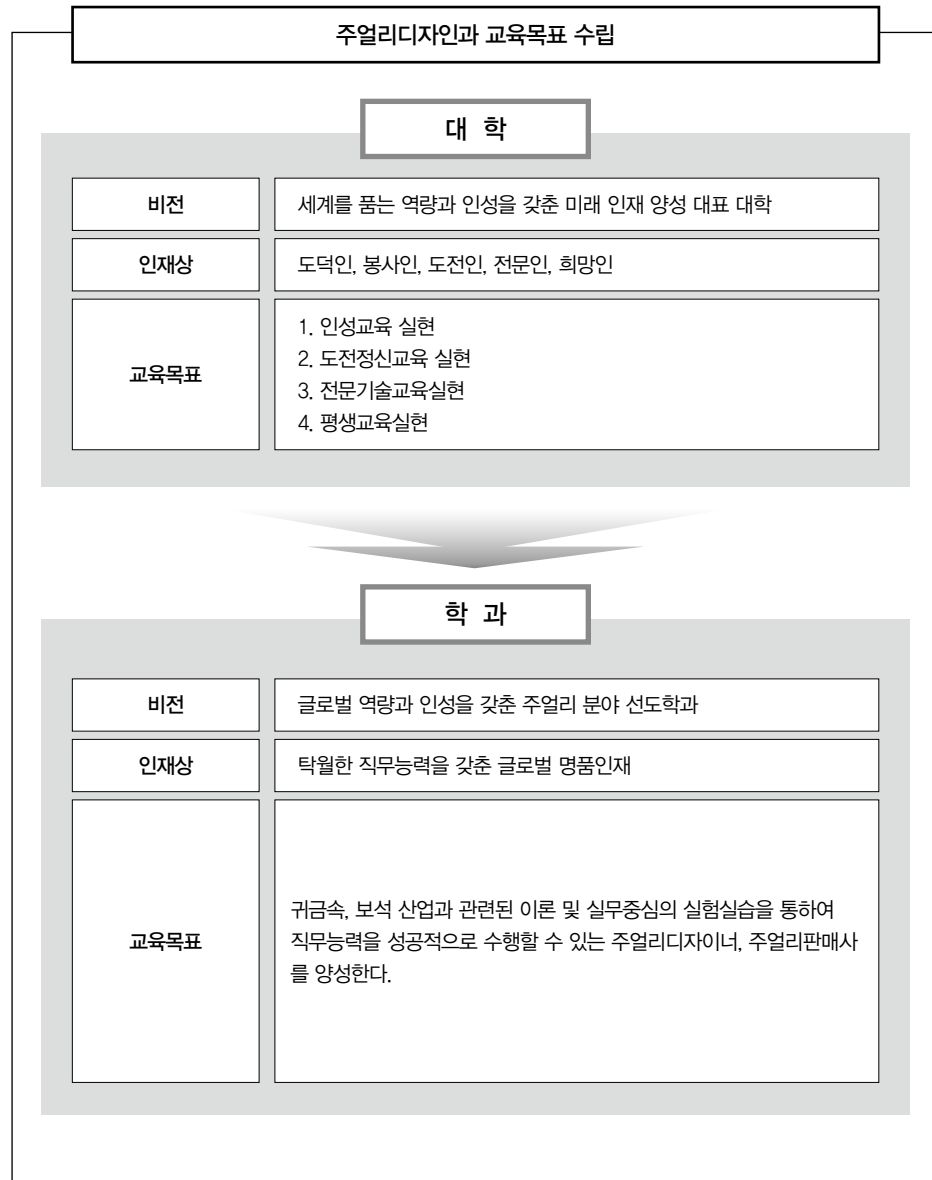 주얼리디자인과 교육목표 수립
대 학
비전
세계를 품는 역량과 인성을 갖춘 미래 인재 양성 대표 대학
인재상
도덕인, 봉사인, 도전인, 전문인, 희망인
교육목표
1. 인성교육 실현
2. 도전정신교육 실현
3. 전문기술교육실현
4. 평생교육실현
학 과
비전
글로벌 역량과 인성을 갖춘 주얼리 분야 선도학과
인재상
탁월한 직무능력을 갖춘 글로벌 명품인재
교육목표
귀금속, 보석 산업과 관련된 이론 및 실무중심의 실험실습을 통하여
직무능력을 성공적으로 수행할 수 있는 주얼리디자이너, 주얼리판매사
를 양성한다.